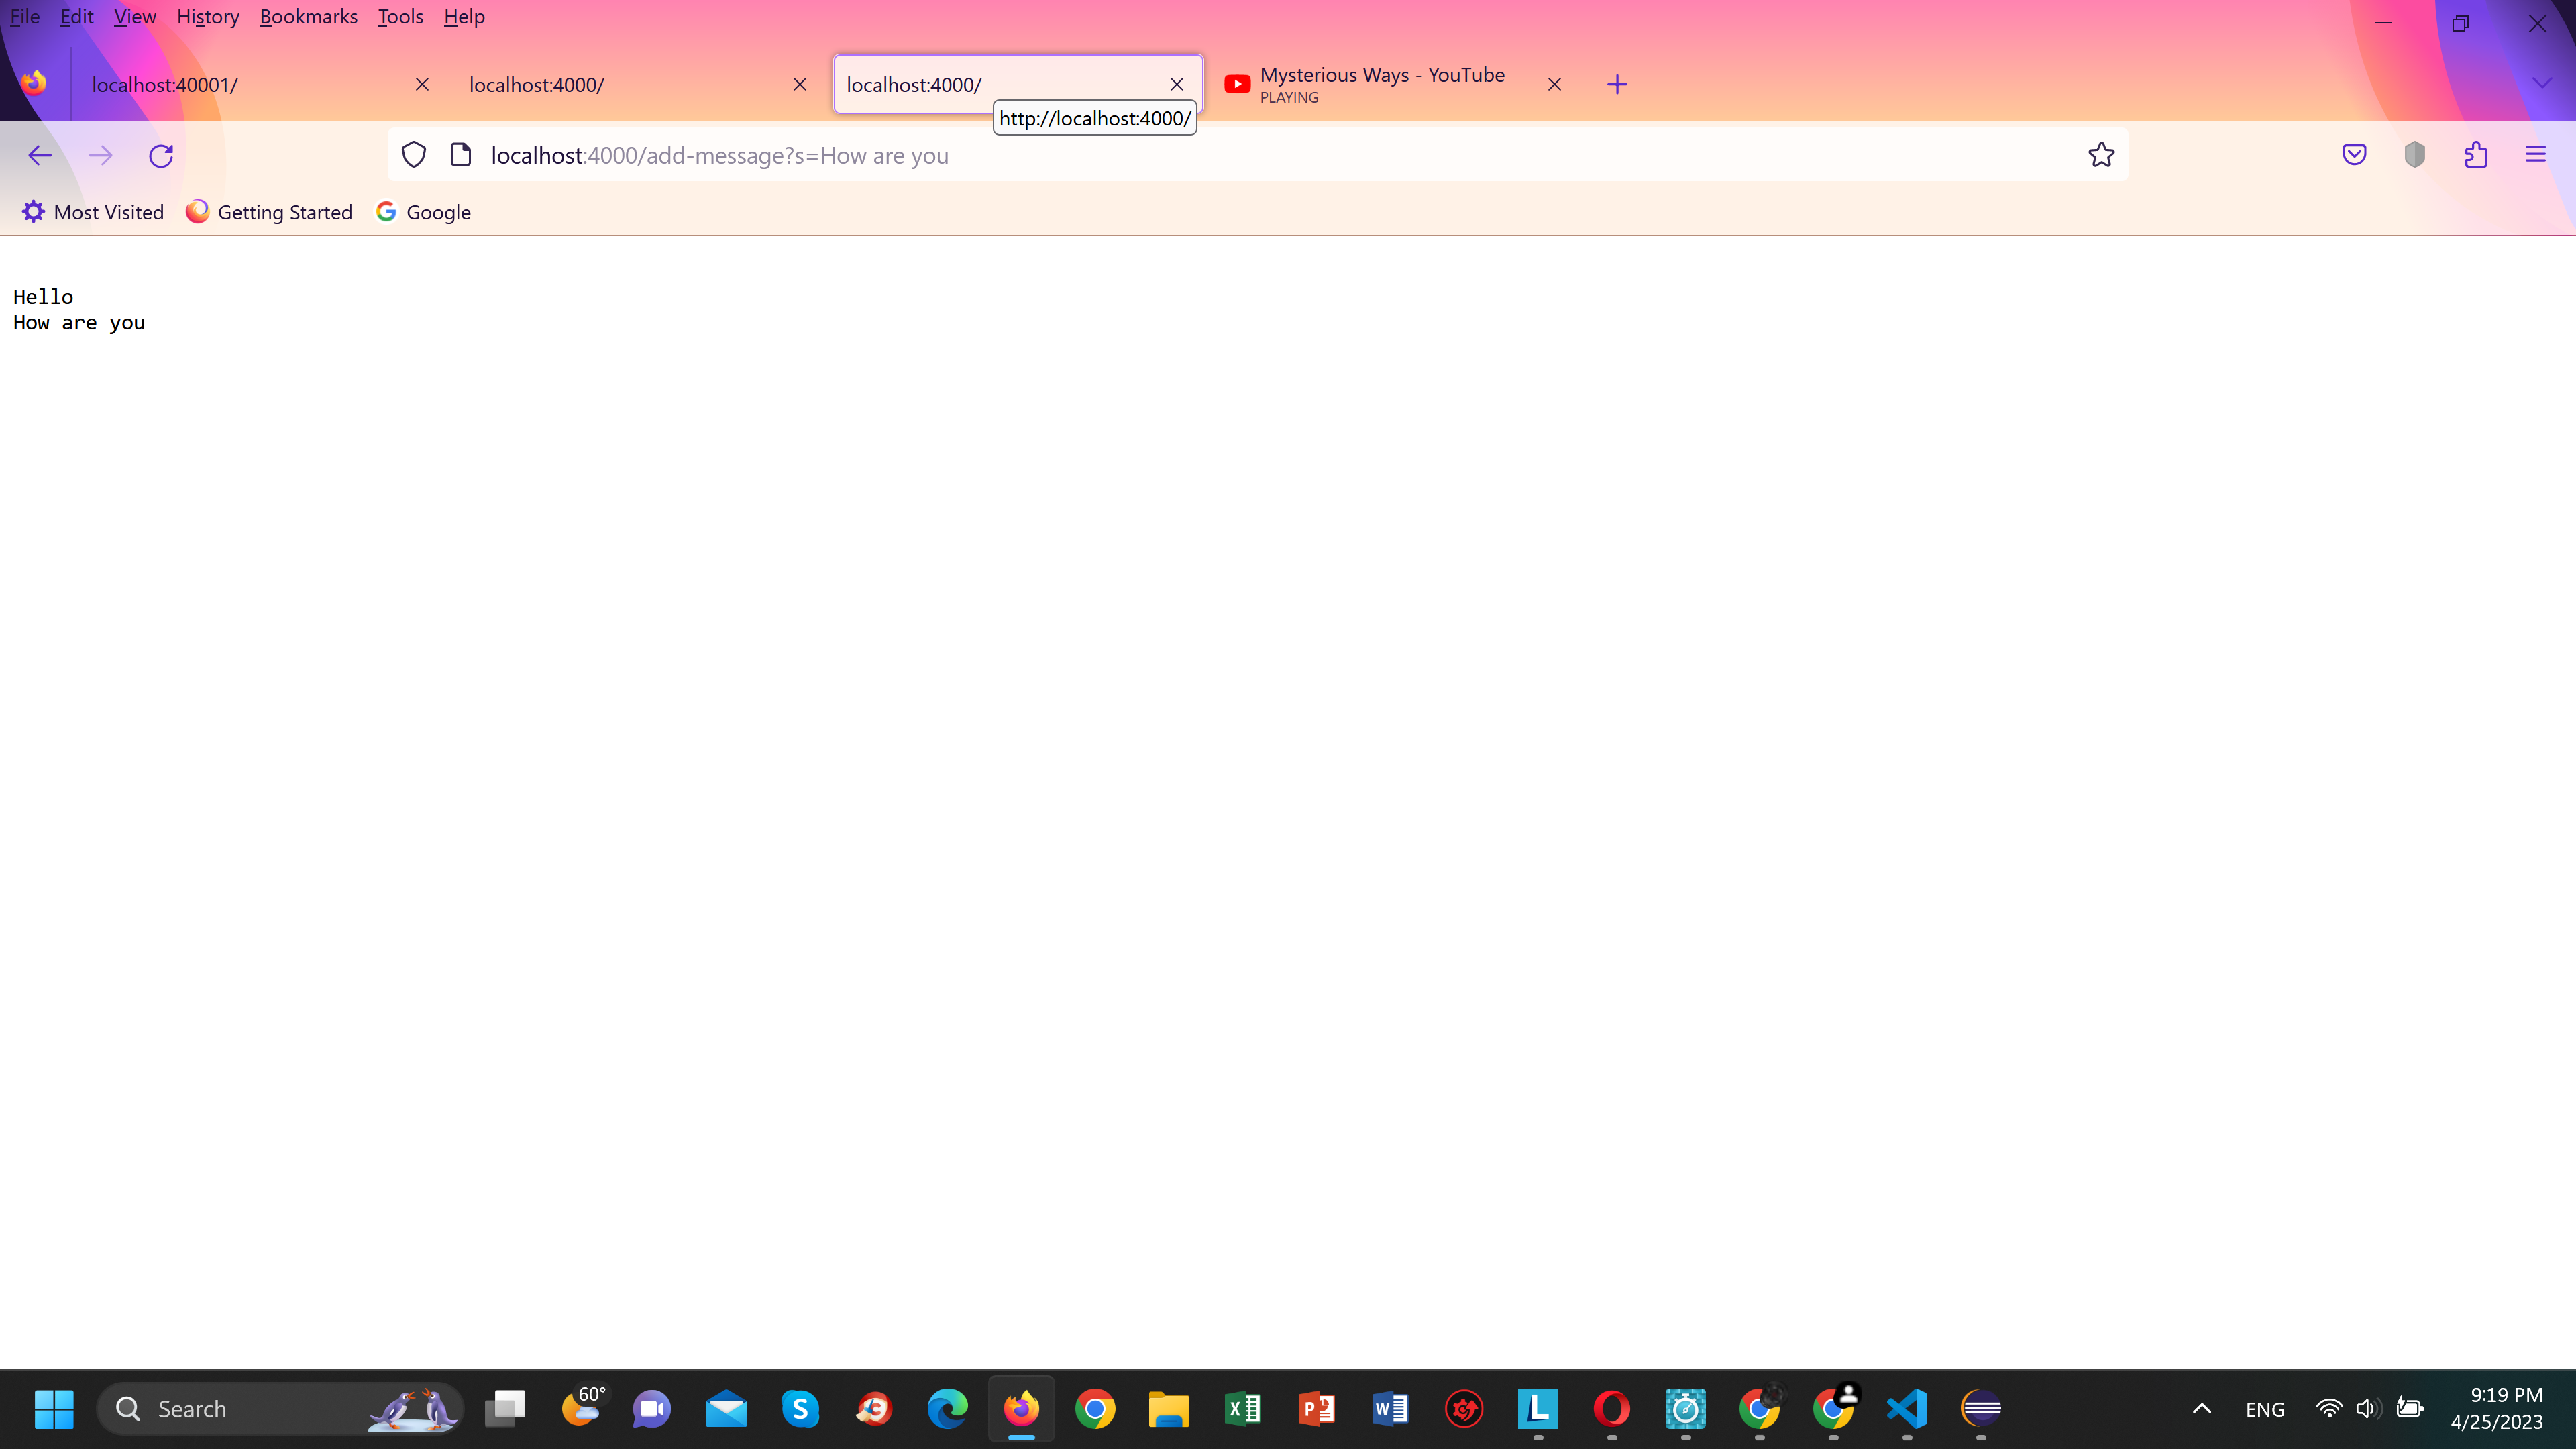 File Edit View History Bookmarks Tools Help
localhost:40001/
localhost:4000/
localhost:4000/
Mysterious Ways - YouTube
PLAYING
http://localhost:4000/
localhost:4000/add-message?s=How are you
Most Visited Getting Started Google
Hello
How are you
Search
60°
ENG
9:19 PM
4/25/2023